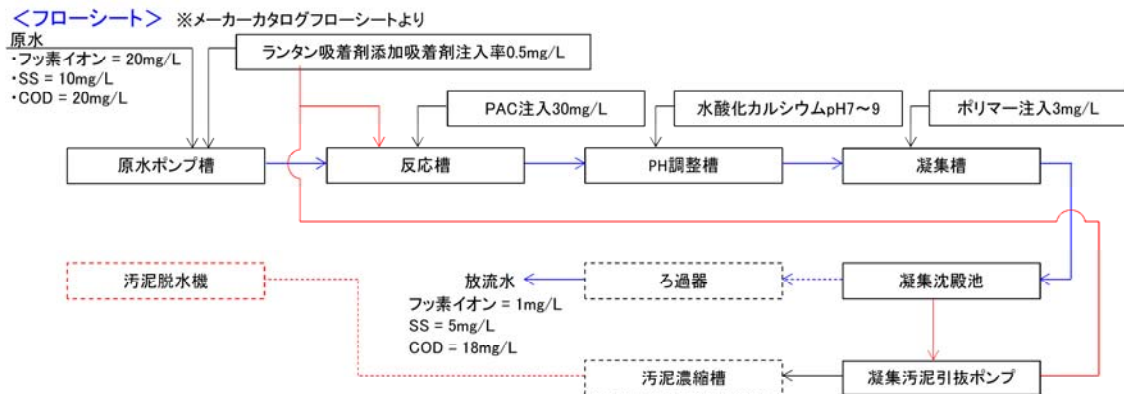 ＜フローシート＞ ※メーカーカタログフローシートより
原水
・フッ素イオン = 20mg/L
・SS = 10mg/L
・COD = 20mg/L
ランタン吸着剤添加吸着剤注入率0.5mg/L
PAC注入30mg/L
水酸化カルシウムpH7～9
ポリマー注入3mg/L
原水ポンプ槽
反応槽
PH調整槽
凝集槽
汚泥脱水機
放流水
フッ素イオン = 1mg/L
SS = 5mg/L
COD = 18mg/L
ろ過器
凝集沈殿池
汚泥濃縮槽
凝集汚泥引抜ポンプ